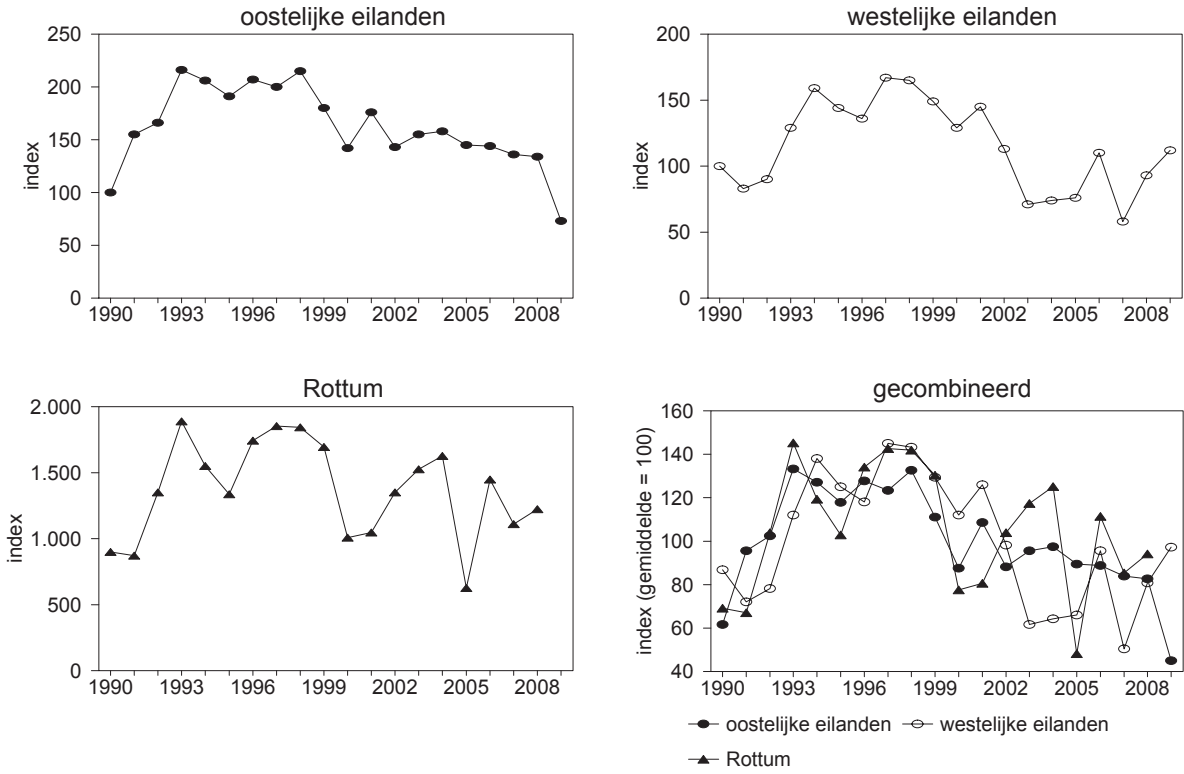 oostelijke eilanden
250
200
150
100
50
0
index
1990 1993 1996 1999 2002 2005 2008
westelijke eilanden
200
150
100
50
0
index
1990 1993 1996 1999 2002 2005 2008
Rottum
2.000
1.500
1.000
500
0
index
1990 1993 1996 1999 2002 2005 2008
gecombineerd
160
140
120
100
80
60
40
index (gemiddelde = 100)
1990 1993 1996 1999 2002 2005 2008
oostelijke eilanden westelijke eilanden
Rottum